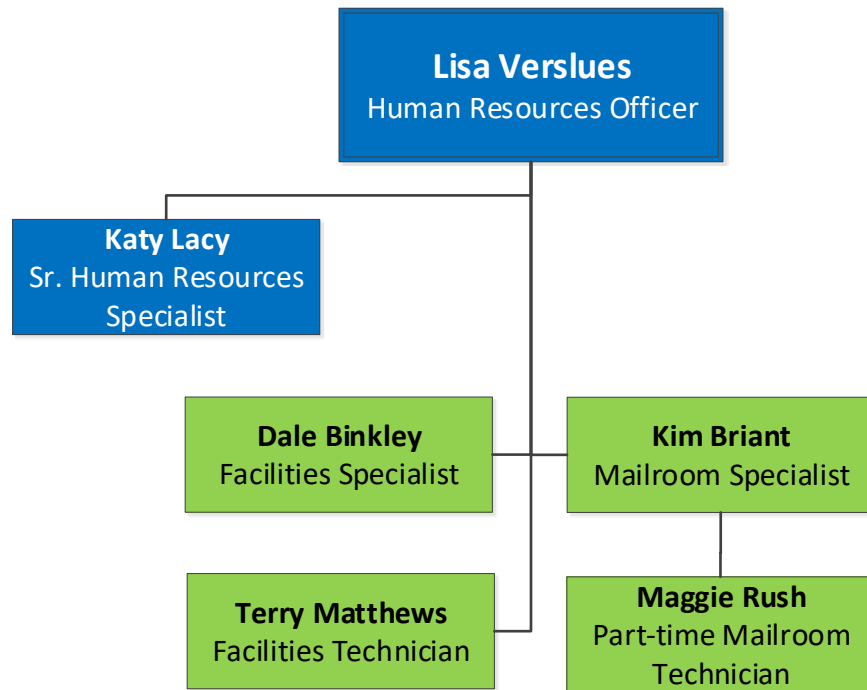 Lisa Verslues
Human Resources Officer
Katy Lacy
Sr. Human Resources
Specialist
Dale Binkley
Facilities Specialist
Kim Briant
Mailroom Specialist
Terry Matthews
Facilities Technician
Maggie Rush
Part-time Mailroom
Technician